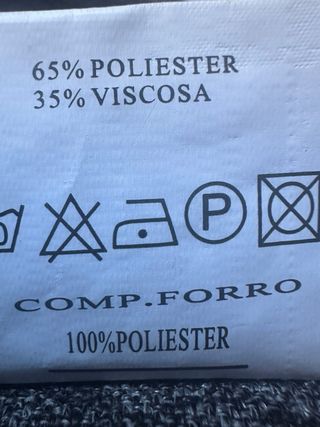 65% POLIESTER
35% VISCOSA
P
COMP.FORRO
100%POLIESTER